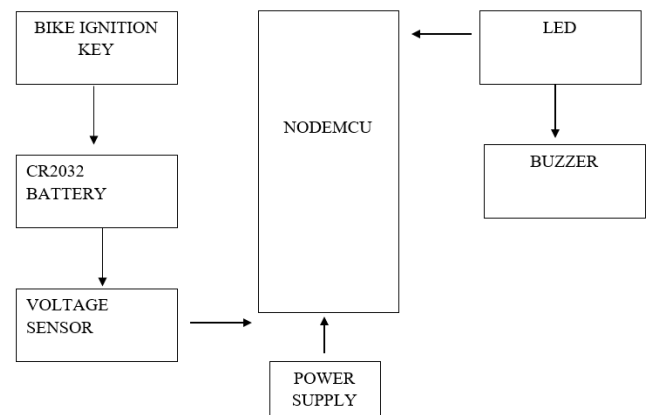 BIKE IGNITION
KEY
CR2032
BATTERY
VOLTAGE
SENSOR
NODEMCU
POWER
SUPPLY
LED
BUZZER